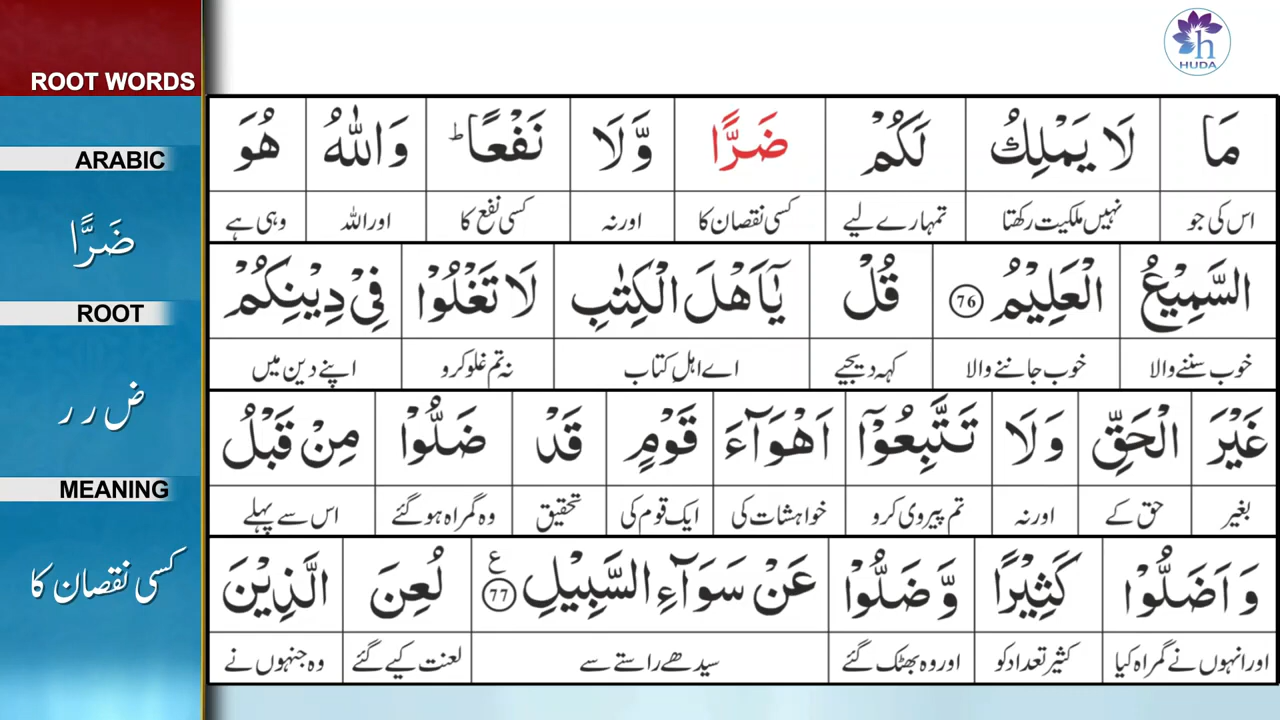 HUDA
ROOT WORDS
ARABIC
ضَرًّا
ROOT
ض ر ر
MEANING
کسی نقصان کا
مَا لَا يَمْلِكُ لَكُمْ ضَرًّا وَّلَا نَفْعًا ؕ وَاللّٰهُ هُوَ
اس کی جو نہیں ملکیت رکھتا تمہارے لیے کسی نقصان کا اور نہ کسی نفع کا اور اللہ وہی ہے
السَّمِيْعُ الْعَلِيْمُ 76 قُلْ يٰۤاَهْلَ الْكِتٰبِ لَا تَغْلُوْا فِيْ دِيْنِكُمْ
خوب سننے والا خوب جاننے والا کہہ دیجیے اے اہلِ کتاب نہ تم غلو کرو اپنے دین میں
غَيْرَ الْحَقِّ وَلَا تَتَّبِعُوْۤا اَهْوَآءَ قَوْمٍ قَدْ ضَلُّوْا مِنْ قَبْلُ
بغیر حق کے اور نہ تم پیروی کرو خواہشات کی ایک قوم کی تحقیق وہ گمراہ ہو گئے اس سے پہلے
وَ اَضَلُّوْا كَثِيْرًا وَّضَلُّوْا عَنْ سَوَآءِ السَّبِيْلِ ع 77 لُعِنَ الَّذِيْنَ
اور انہوں نے گمراہ کیا کثیر تعداد کو اور وہ بھٹک گئے سیدھے راستے سے لعنت کیے گئے وہ جنہوں نے